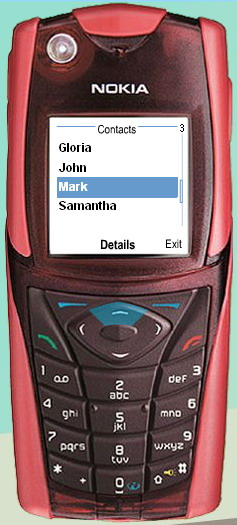 NOKIA
Contacts 3
Gloria
John
Mark
Samantha
Details Exit
1 ꝏ
2 abc
def 3
4 ghi
5 jkl
mno 6
7 pqrs
8 tuv
wxyz 9
* +
0
#